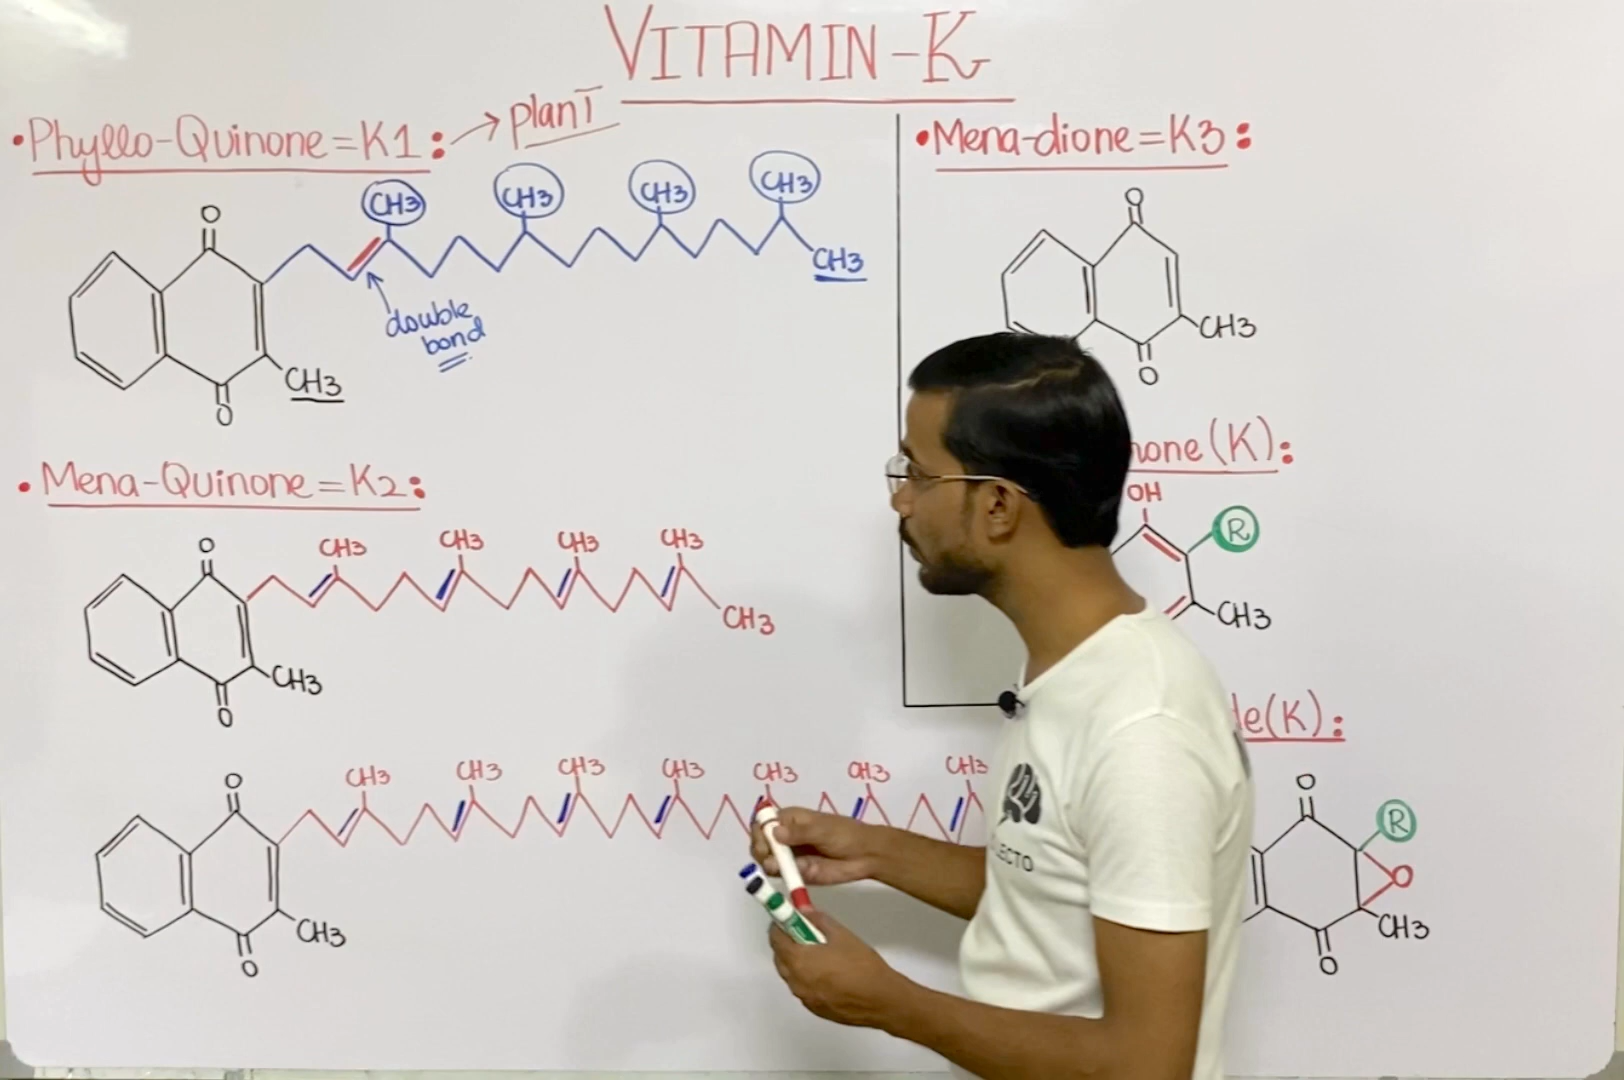 VITAMIN-K
• Phyllo-Quinone=K1: → planT
CH3 CH3 CH3 CH3
CH3
double
bond
O
O
CH3
• Mena-Quinone=K2:
CH3 CH3 CH3 CH3
CH3
O
O
CH3
CH3 CH3 CH3 CH3 CH3 CH3 CH3
O
O
CH3
• Mena-dione=K3:
O
CH3
O
none(K):
OH
R
CH3
de(K):
O
R
O
CH3
O